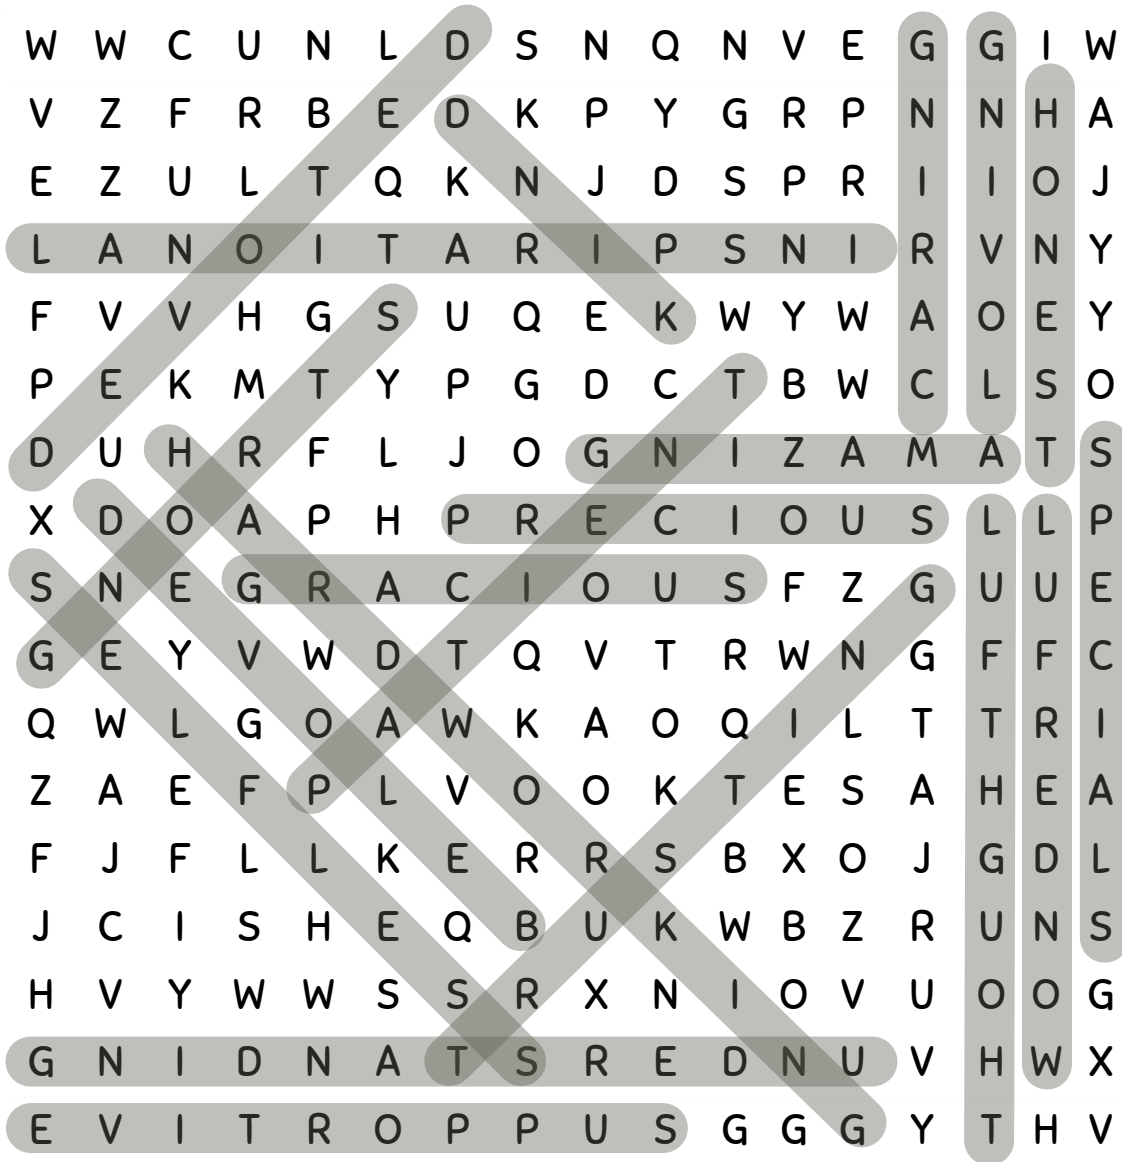 W W C U N L D S N Q N V E G G I W
V Z F R B E D K P Y G R P N N H A
E Z U L T Q K N J D S P R I I O J
L A N O I T A R I P S N I R V N Y
F V V H G S U Q E K W Y W A O E Y
P E K M T Y P G D C T B W C L S O
D U H R F L J O G N I Z A M A T S
X D O A P H P R E C I O U S L L P
S N E G R A C I O U S F Z G U U E
G E Y V W D T Q V T R W N G F F C
Q W L G O A W K A O Q I L T T R I
Z A E F P L V O O K T E S A H E A
F J F L L K E R R S B X O J G D L
J C I S H E Q B U K W B Z R U N S
H V Y W W S S R X N I O V U O O G
G N I D N A T S R E D N U V H W X
E V I T R O P P U S G G G Y T H V